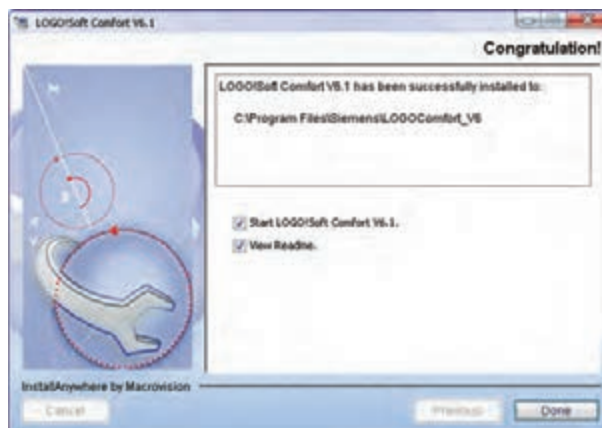 LOGO!Soft Comfort V6.1
Congratulation!
LOGO!Soft Comfort V6.1 has been successfully installed to:
C:\Program Files\Siemens\LOGOComfort_V6
Start LOGO!Soft Comfort V6.1.
View Readme.
InstallAnywhere by Macrovision
Cancel
Previous
Done